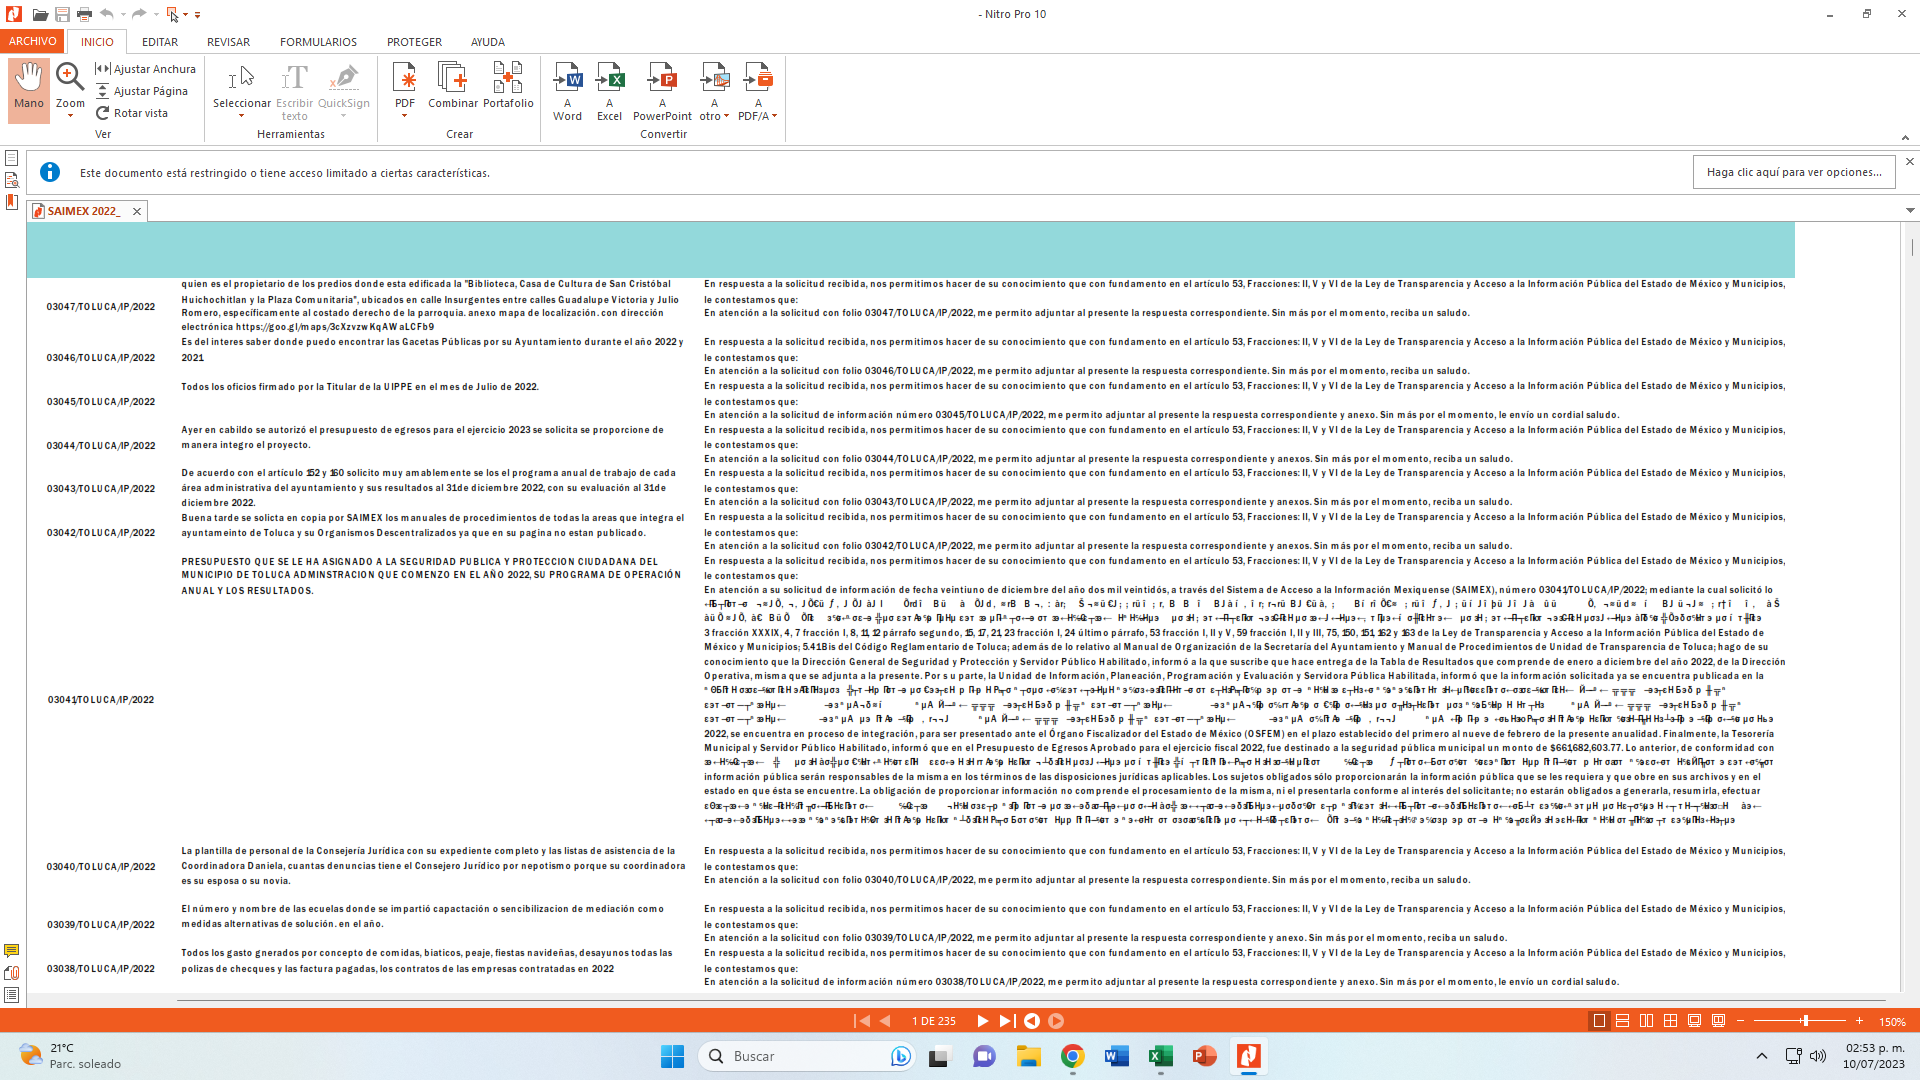 - Nitro Pro 10
ARCHIVO INICIO EDITAR REVISAR FORMULARIOS PROTEGER AYUDA
Mano Zoom Ajustar Anchura
Ajustar Página
Rotar vista
Seleccionar Escribir texto QuickSign
PDF Combinar Portafolio
A Word A Excel A PowerPoint A otro A PDF/A
Ver Herramientas Crear Convertir
Este documento está restringido o tiene acceso limitado a ciertas características.
Haga clic aquí para ver opciones...
SAIMEX 2022_
03047/TOLUCA/IP/2022
quien es el propietario de los predios donde esta edificada la "Biblioteca, Casa de Cultura de San Cristóbal
Huichochitlan y la Plaza Comunitaria", ubicados en calle Insurgentes entre calles Guadalupe Victoria y Julio
Romero, específicamente al costado derecho de la parroquia. anexo mapa de localización. con dirección
electrónica https://goo.gl/maps/3cXzvzwKqAWaLCFb9
En respuesta a la solicitud recibida, nos permitimos hacer de su conocimiento que con fundamento en el artículo 53, Fracciones: II, V y VI de la Ley de Transparencia y Acceso a la Información Pública del Estado de México y Municipios,
le contestamos que:
En atención a la solicitud con folio 03047/TOLUCA/IP/2022, me permito adjuntar al presente la respuesta correspondiente. Sin más por el momento, reciba un saludo.
03046/TOLUCA/IP/2022
Es del interes saber donde puedo encontrar las Gacetas Públicas por su Ayuntamiento durante el año 2022 y
2021
En respuesta a la solicitud recibida, nos permitimos hacer de su conocimiento que con fundamento en el artículo 53, Fracciones: II, V y VI de la Ley de Transparencia y Acceso a la Información Pública del Estado de México y Municipios,
le contestamos que:
En atención a la solicitud con folio 03046/TOLUCA/IP/2022, me permito adjuntar al presente la respuesta correspondiente. Sin más por el momento, reciba un saludo.
03045/TOLUCA/IP/2022
Todos los oficios firmado por la Titular de la UIPPE en el mes de Julio de 2022.
En respuesta a la solicitud recibida, nos permitimos hacer de su conocimiento que con fundamento en el artículo 53, Fracciones: II, V y VI de la Ley de Transparencia y Acceso a la Información Pública del Estado de México y Municipios,
le contestamos que:
En atención a la solicitud de información número 03045/TOLUCA/IP/2022, me permito adjuntar al presente la respuesta correspondiente y anexo. Sin más por el momento, le envío un cordial saludo.
03044/TOLUCA/IP/2022
Ayer en cabildo se autorizó el presupuesto de egresos para el ejercicio 2023 se solicita se proporcione de
manera integro el proyecto.
En respuesta a la solicitud recibida, nos permitimos hacer de su conocimiento que con fundamento en el artículo 53, Fracciones: II, V y VI de la Ley de Transparencia y Acceso a la Información Pública del Estado de México y Municipios,
le contestamos que:
En atención a la solicitud con folio 03044/TOLUCA/IP/2022, me permito adjuntar al presente la respuesta correspondiente y anexos. Sin más por el momento, reciba un saludo.
03043/TOLUCA/IP/2022
De acuerdo con el artículo 152 y 160 solicito muy amablemente se los el programa anual de trabajo de cada
área administrativa del ayuntamiento y sus resultados al 31 de diciembre 2022, con su evaluación al 31 de
diciembre 2022.
En respuesta a la solicitud recibida, nos permitimos hacer de su conocimiento que con fundamento en el artículo 53, Fracciones: II, V y VI de la Ley de Transparencia y Acceso a la Información Pública del Estado de México y Municipios,
le contestamos que:
En atención a la solicitud con folio 03043/TOLUCA/IP/2022, me permito adjuntar al presente la respuesta correspondiente y anexos. Sin más por el momento, reciba un saludo.
03042/TOLUCA/IP/2022
Buena tarde se solicta en copia por SAIMEX los manuales de procedimientos de todas la areas que integra el
ayuntameinto de Toluca y su Organismos Descentralizados ya que en su pagina no estan publicado.
En respuesta a la solicitud recibida, nos permitimos hacer de su conocimiento que con fundamento en el artículo 53, Fracciones: II, V y VI de la Ley de Transparencia y Acceso a la Información Pública del Estado de México y Municipios,
le contestamos que:
En atención a la solicitud con folio 03042/TOLUCA/IP/2022, me permito adjuntar al presente la respuesta correspondiente y anexos. Sin más por el momento, reciba un saludo.
03041/TOLUCA/IP/2022
PRESUPUESTO QUE SE LE HA ASIGNADO A LA SEGURIDAD PUBLICA Y PROTECCION CIUDADANA DEL
MUNICIPIO DE TOLUCA ADMINSTRACION QUE COMENZO EN EL AÑO 2022, SU PROGRAMA DE OPERACIÓN
ANUAL Y LOS RESULTADOS.
En respuesta a la solicitud recibida, nos permitimos hacer de su conocimiento que con fundamento en el artículo 53, Fracciones: II, V y VI de la Ley de Transparencia y Acceso a la Información Pública del Estado de México y Municipios,
le contestamos que:
En atención a su solicitud de información de fecha veintiuno de diciembre del año dos mil veintidós, a través del Sistema de Acceso a la Información Mexiquense (SAIMEX), número 03041/TOLUCA/IP/2022; mediante la cual solicitó lo
3 fracción XXXIX, 4, 7 fracción I, 8, 11, 12 párrafo segundo, 15, 17, 21, 23 fracción I, 24 último párrafo, 53 fracción I, II y V, 59 fracción I, II y III, 75, 150, 151, 162 y 163 de la Ley de Transparencia y Acceso a la Información Pública del Estado de
México y Municipios; 5.41 Bis del Código Reglamentario de Toluca; además de lo relativo al Manual de Organización de la Secretaría del Ayuntamiento y Manual de Procedimientos de Unidad de Transparencia de Toluca; hago de su
conocimiento que la Dirección General de Seguridad y Protección y Servidor Público Habilitado, informó a la que suscribe que hace entrega de la Tabla de Resultados que comprende de enero a diciembre del año 2022, de la Dirección
Operativa, misma que se adjunta a la presente. Por su parte, la Unidad de Información, Planeación, Programación y Evaluación y Servidora Pública Habilitada, informó que la información solicitada ya se encuentra publicada en la
2022, se encuentra en proceso de integración, para ser presentado ante el Órgano Fiscalizador del Estado de México (OSFEM) en el plazo establecido del primero al nueve de febrero de la presente anualidad. Finalmente, la Tesorería
Municipal y Servidor Público Habilitado, informó que en el Presupuesto de Egresos Aprobado para el ejercicio fiscal 2022, fue destinado a la seguridad pública municipal un monto de $661,682,603.77. Lo anterior, de conformidad con
información pública serán responsables de la misma en los términos de las disposiciones jurídicas aplicables. Los sujetos obligados sólo proporcionarán la información pública que se les requiera y que obre en sus archivos y en el
estado en que ésta se encuentre. La obligación de proporcionar información no comprende el procesamiento de la misma, ni el presentarla conforme al interés del solicitante; no estarán obligados a generarla, resumirla, efectuar
03040/TOLUCA/IP/2022
La plantilla de personal de la Consejería Jurídica con su expediente completo y las listas de asistencia de la
Coordinadora Daniela, cuantas denuncias tiene el Consejero Jurídico por nepotismo porque su coordinadora
es su esposa o su novia.
En respuesta a la solicitud recibida, nos permitimos hacer de su conocimiento que con fundamento en el artículo 53, Fracciones: II, V y VI de la Ley de Transparencia y Acceso a la Información Pública del Estado de México y Municipios,
le contestamos que:
En atención a la solicitud con folio 03040/TOLUCA/IP/2022, me permito adjuntar al presente la respuesta correspondiente. Sin más por el momento, reciba un saludo.
03039/TOLUCA/IP/2022
El número y nombre de las ecuelas donde se impartió capactación o sencibilizacion de mediación como
medidas alternativas de solución. en el año.
En respuesta a la solicitud recibida, nos permitimos hacer de su conocimiento que con fundamento en el artículo 53, Fracciones: II, V y VI de la Ley de Transparencia y Acceso a la Información Pública del Estado de México y Municipios,
le contestamos que:
En atención a la solicitud con folio 03039/TOLUCA/IP/2022, me permito adjuntar al presente la respuesta correspondiente y anexo. Sin más por el momento, reciba un saludo.
03038/TOLUCA/IP/2022
Todos los gasto gnerados por concepto de comidas, biaticos, peaje, fiestas navideñas, desayunos todas las
polizas de checques y las factura pagadas, los contratos de las empresas contratadas en 2022
En respuesta a la solicitud recibida, nos permitimos hacer de su conocimiento que con fundamento en el artículo 53, Fracciones: II, V y VI de la Ley de Transparencia y Acceso a la Información Pública del Estado de México y Municipios,
le contestamos que:
En atención a la solicitud de información número 03038/TOLUCA/IP/2022, me permito adjuntar al presente la respuesta correspondiente y anexos. Sin más por el momento, le envío un cordial saludo.
1 DE 235
150%
21°C
Parc. soleado
Buscar
02:53 p. m.
10/07/2023